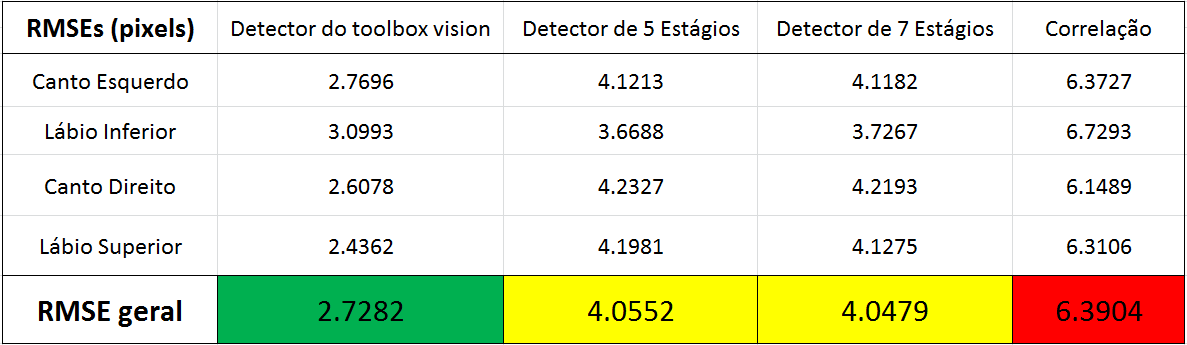 RMSEs (pixels) Detector do toolbox vision Detector de 5 Estágios Detector de 7 Estágios Correlação
Canto Esquerdo 2.7696 4.1213 4.1182 6.3727
Lábio Inferior 3.0993 3.6688 3.7267 6.7293
Canto Direito 2.6078 4.2327 4.2193 6.1489
Lábio Superior 2.4362 4.1981 4.1275 6.3106
RMSE geral 2.7282 4.0552 4.0479 6.3904